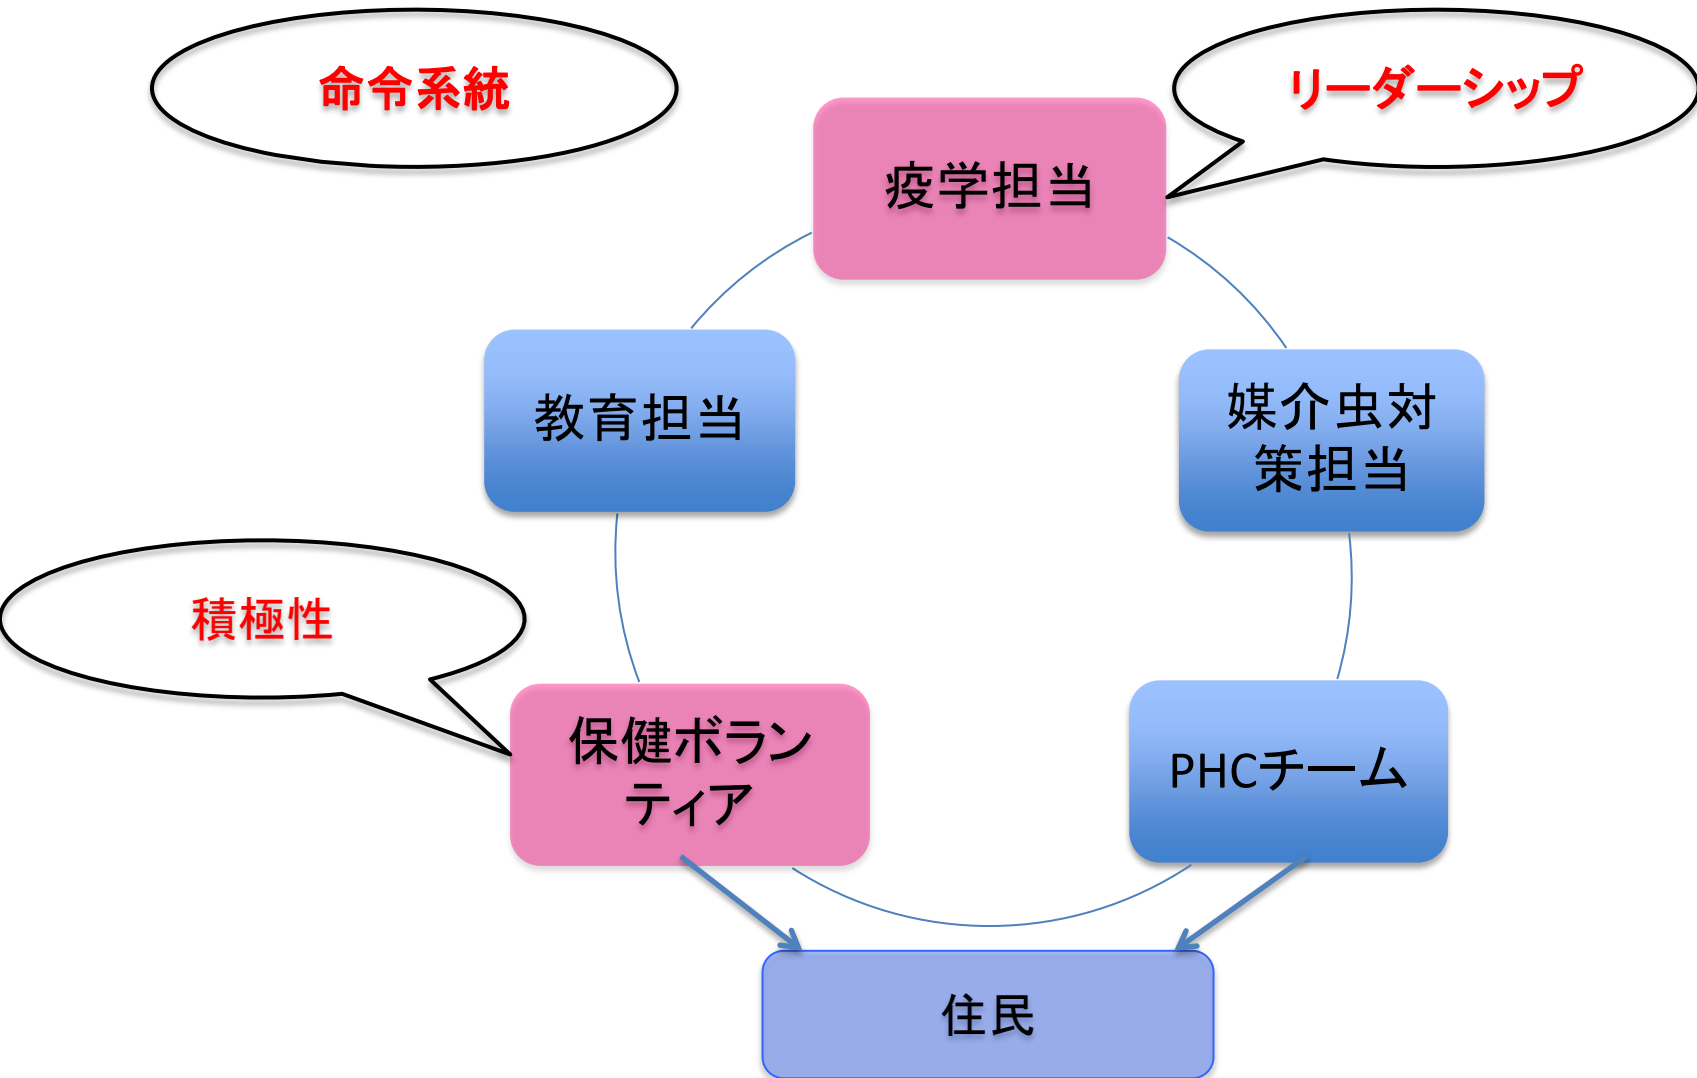 命令系統
リーダーシップ
疫学担当
教育担当
媒介虫対
策担当
積極性
保健ボラン
ティア
PHCチーム
住民